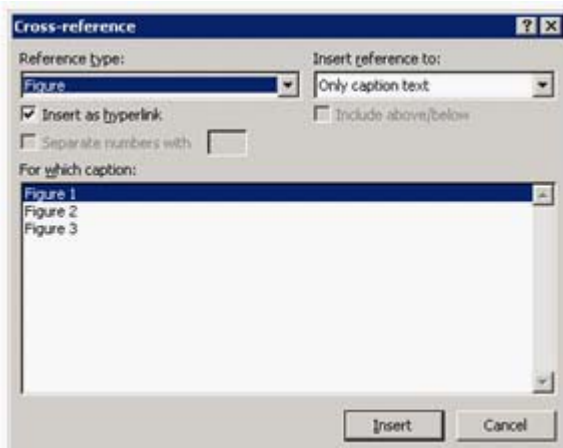 Cross-reference
Reference type:
Insert reference to:
Figure
Only caption text
Insert as hyperlink
Include above/below
Separate numbers with
For which caption:
Figure 1
Figure 2
Figure 3
Insert
Cancel